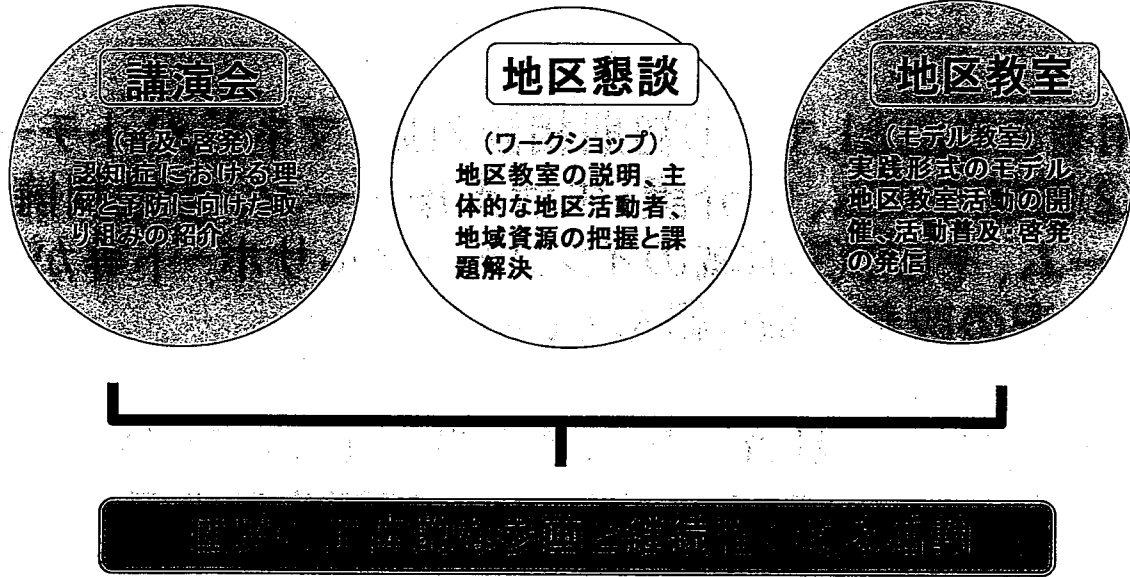 講演会
(普及・啓発)
認知症における理
解と予防に向けた取
り組みの紹介
地区懇談
(ワークショップ)
地区教室の説明、主
体的な地区活動者、
地域資源の把握と課
題解決
地区教室
(モデル教室)
実践形式のモデル
地区教室活動の開
催、活動普及・啓発
の発信